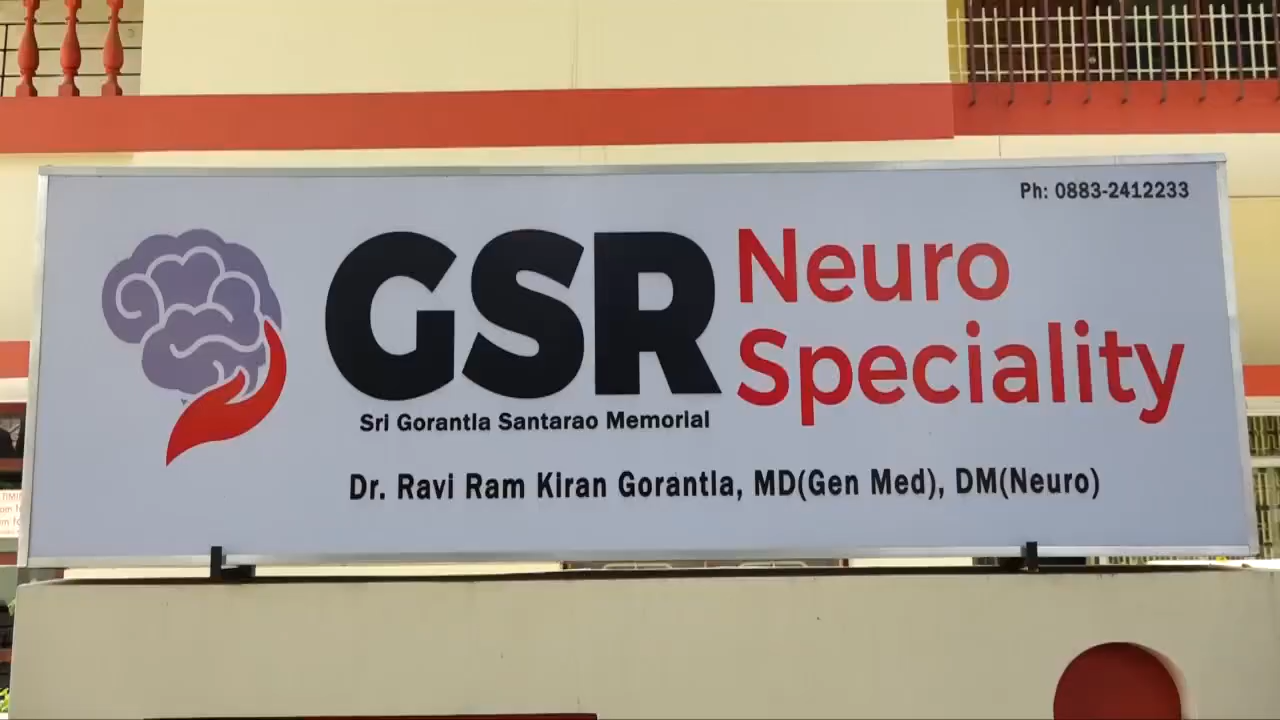 Ph: 0883-2412233
GSR Neuro
Speciality
Sri Gorantla Santarao Memorial
Dr. Ravi Ram Kiran Gorantla, MD(Gen Med), DM(Neuro)